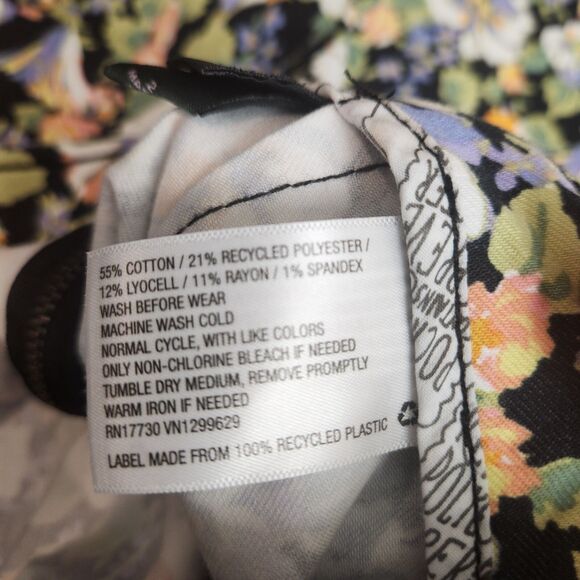 55% COTTON / 21% RECYCLED POLYESTER /
12% LYOCELL / 11% RAYON / 1% SPANDEX
WASH BEFORE WEAR
MACHINE WASH COLD
NORMAL CYCLE, WITH LIKE COLORS
ONLY NON-CHLORINE BLEACH IF NEEDED
TUMBLE DRY MEDIUM, REMOVE PROMPTLY
WARM IRON IF NEEDED
RN17730 VN1299629
LABEL MADE FROM 100% RECYCLED PLASTIC